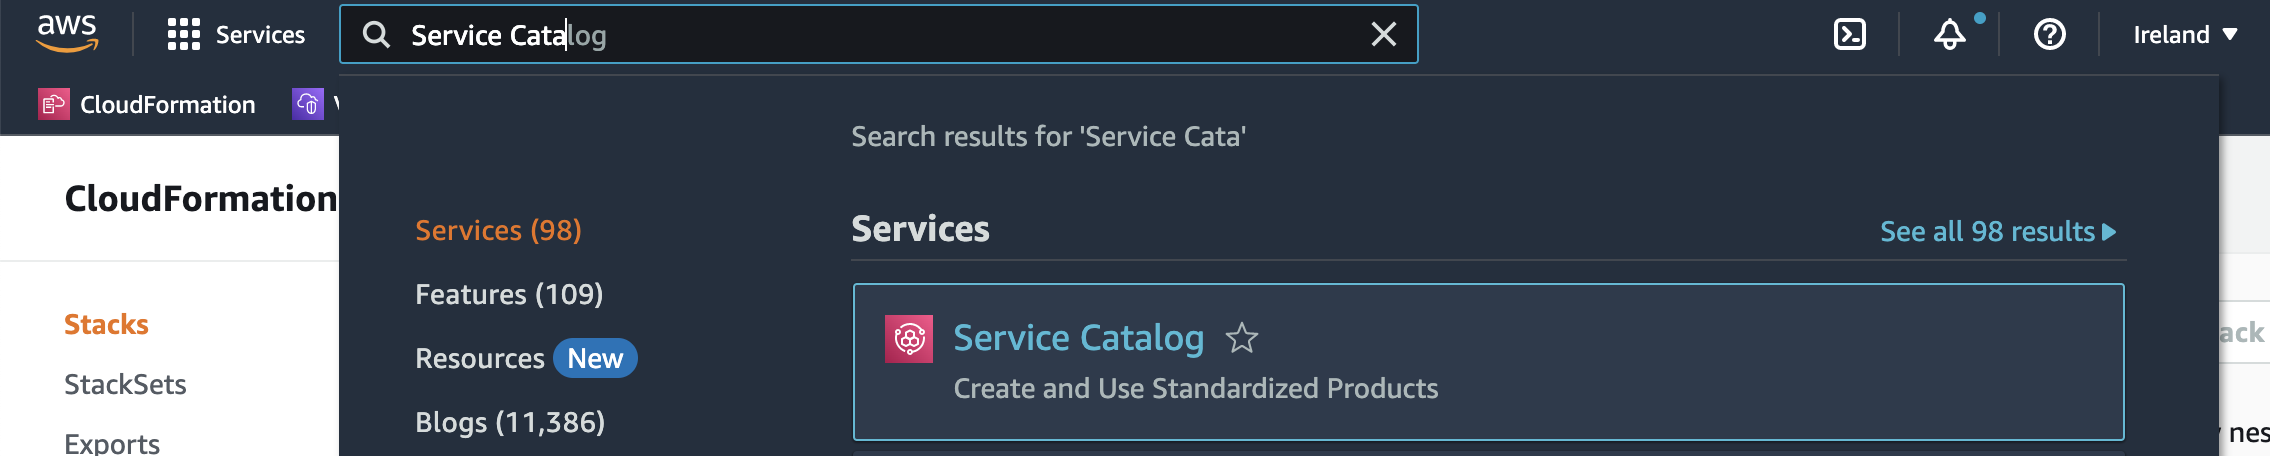 aws
Services
Service Catalog
Ireland
CloudFormation
Search results for 'Service Cata'
CloudFormation
Services (98)
Services
See all 98 results
Features (109)
Stacks
Service Catalog
Resources New
StackSets
Create and Use Standardized Products
Blogs (11,386)
Exports
ack
nes